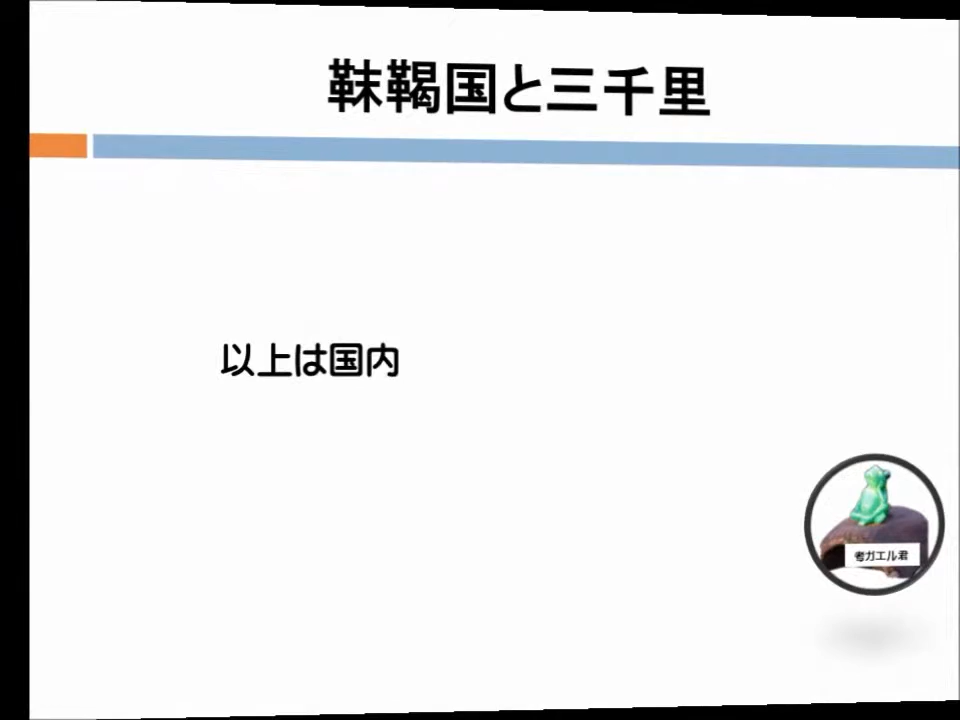 靺鞨国と三千里
以上は国内
考ガエル君